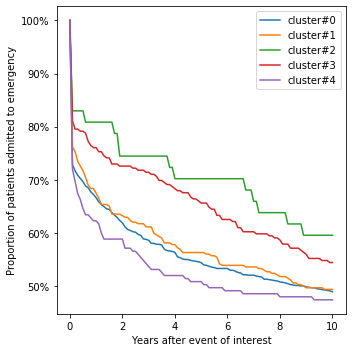 cluster#0
cluster#1
cluster#2
cluster#3
cluster#4
100%
90%
80%
70%
60%
50%
Proportion of patients admitted to emergency
0
2
4
6
8
10
Years after event of interest